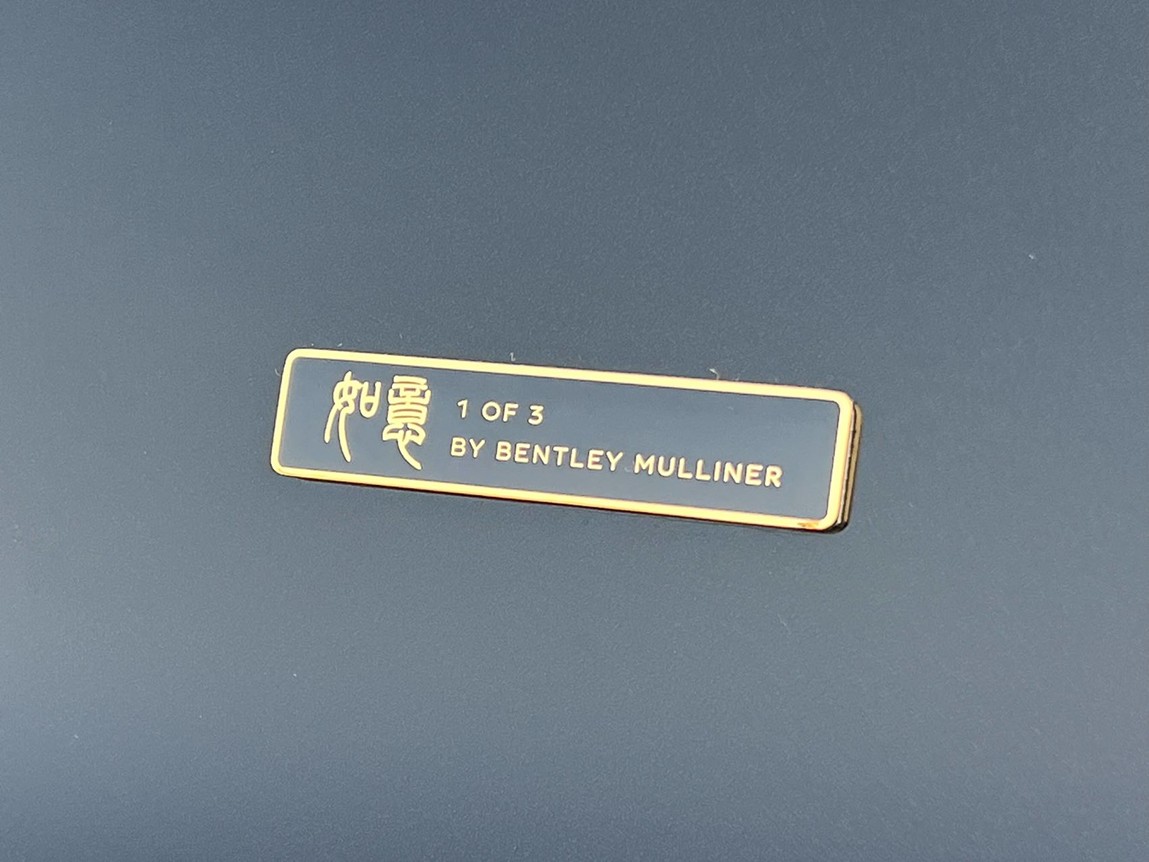 如意
1 OF 3
BY BENTLEY MULLINER